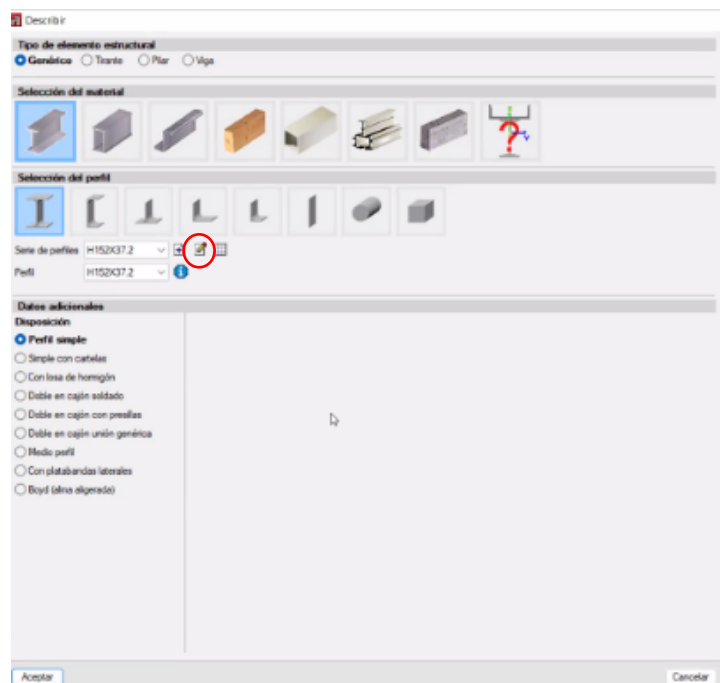 Describir
Tipo de elemento estructural
Genérico Tirante Pilar Viga
Selección del material
Selección del perfil
Serie de perfiles H152X37.2
Perfil H152X37.2
Datos adicionales
Disposición
Perfil simple
Simple con cartelas
Con losa de hormigón
Doble en cajón soldado
Doble en cajón con presillas
Doble en cajón unión genérica
Medio perfil
Con platabandas laterales
Boyd (alma aligerada)
Aceptar Cancelar